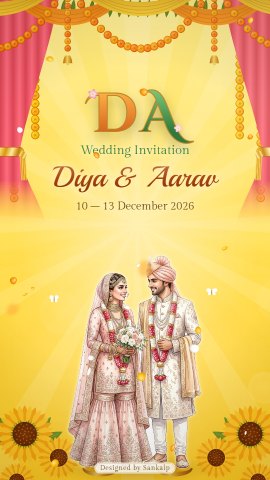 DA
Wedding Invitation
Diya & Aarav
10 — 13 December 2026
Designed by Sankalp